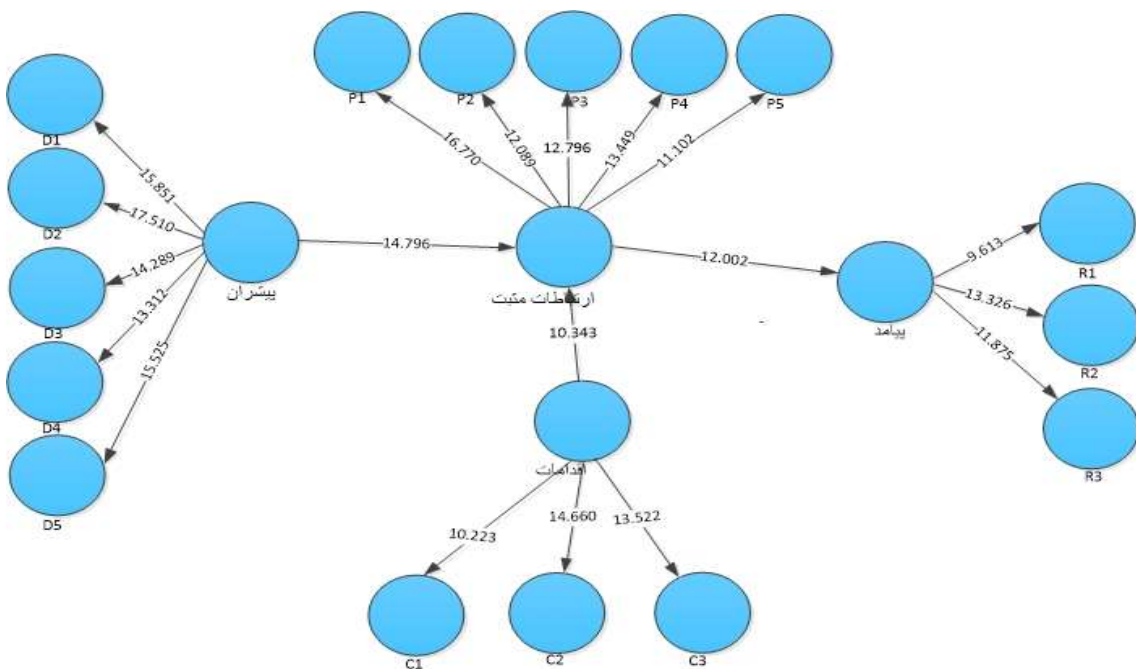 P1
P2
P3
P4
P5
16.770
12.089
12.796
13.449
11.102
D1
D2
D3
D4
D5
15.851
17.510
14.289
13.312
15.525
پیشران
14.796
ارتباطات مثبت
12.002
پیامد
9.613
13.326
11.875
R1
R2
R3
10.343
اقدامات
10.223
14.660
13.522
C1
C2
C3